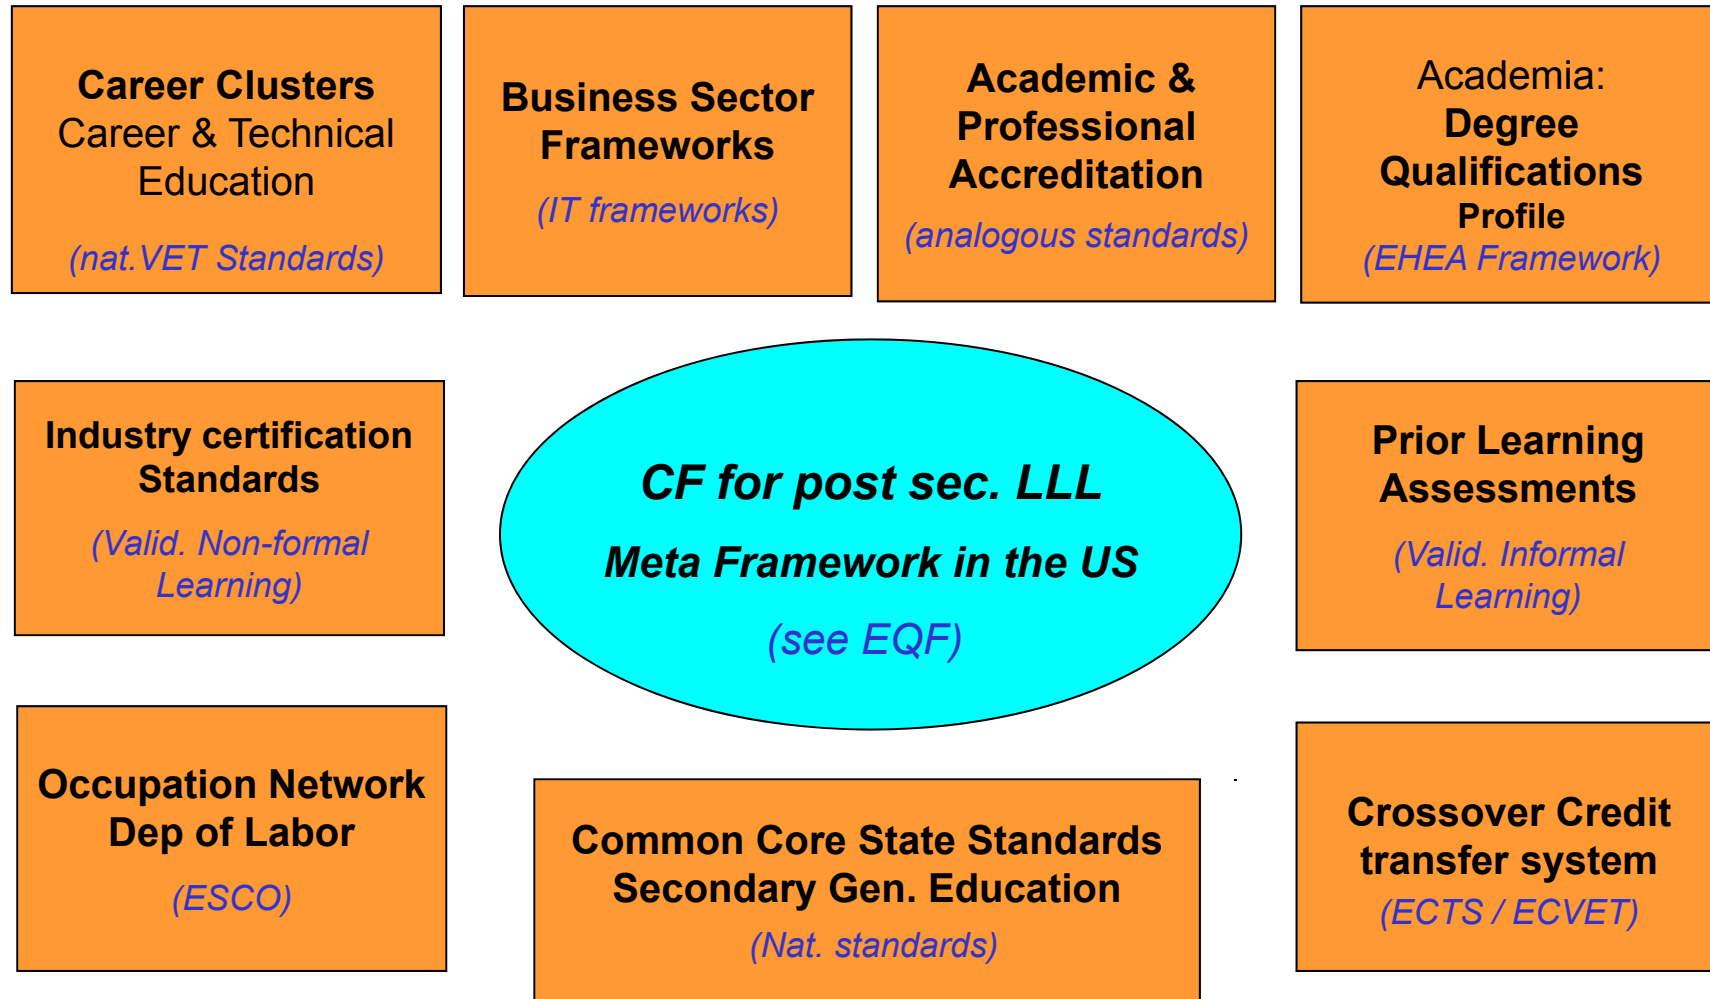 Career Clusters
Career & Technical
Education
(nat.VET Standards)
Business Sector
Frameworks
(IT frameworks)
Academic &
Professional
Accreditation
(analogous standards)
Academia:
Degree
Qualifications
Profile
(EHEA Framework)
Industry certification
Standards
(Valid. Non-formal
Learning)
CF for post sec. LLL
Meta Framework in the US
(see EQF)
Prior Learning
Assessments
(Valid. Informal
Learning)
Occupation Network
Dep of Labor
(ESCO)
Common Core State Standards
Secondary Gen. Education
(Nat. standards)
Crossover Credit
transfer system
(ECTS / ECVET)